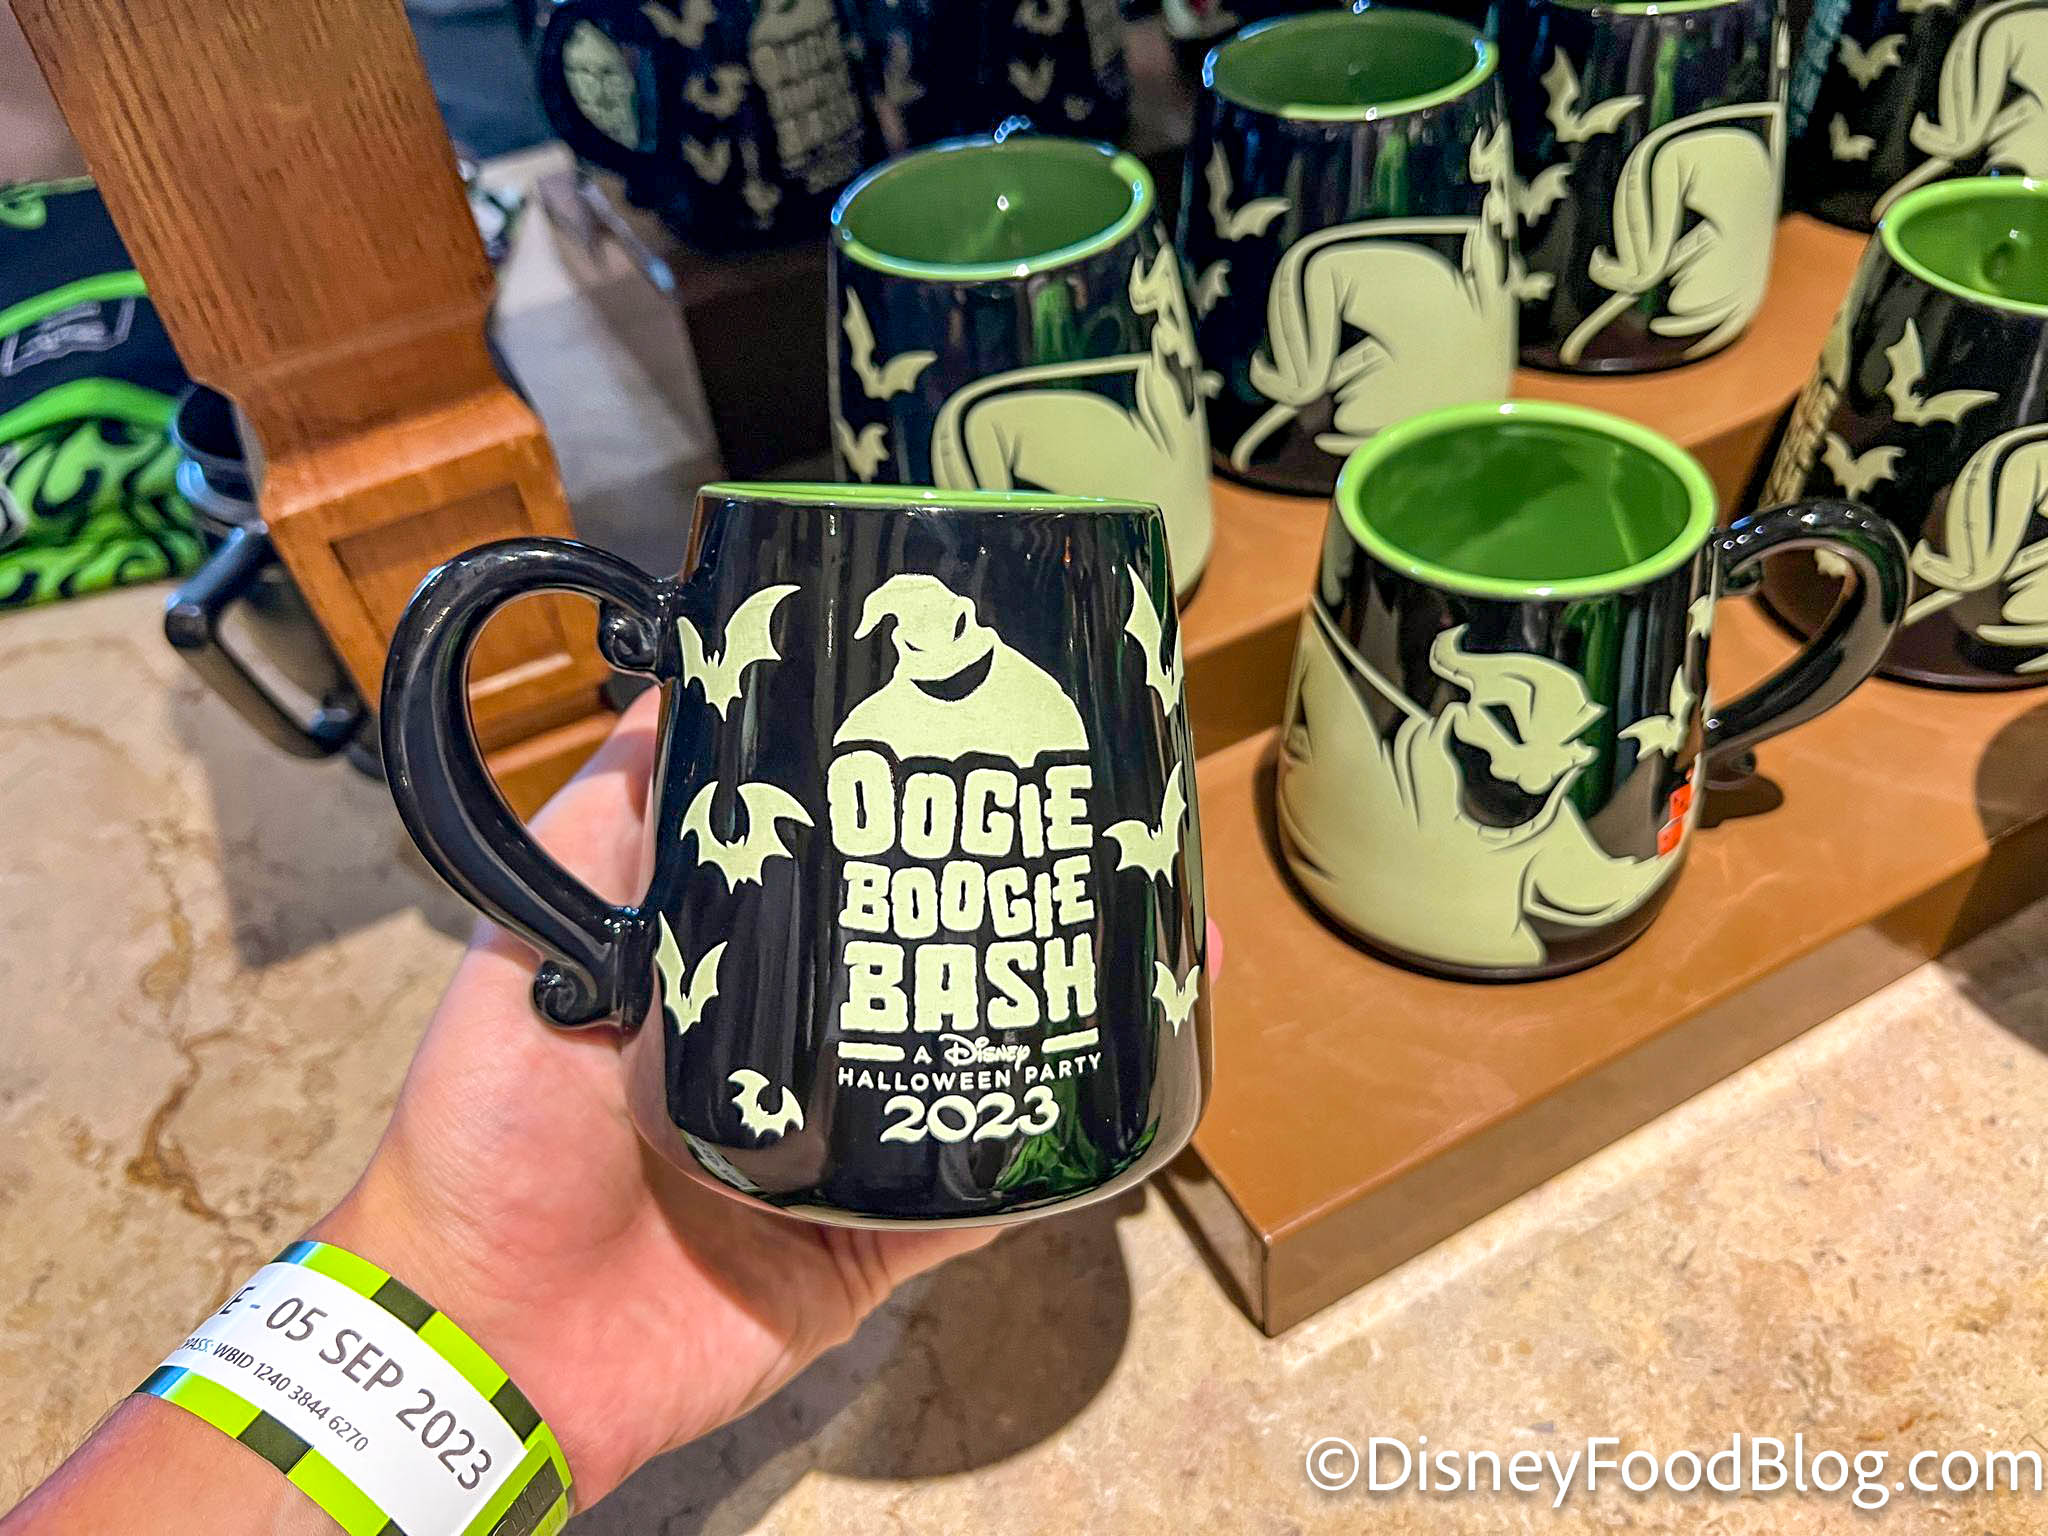 OOGIE
BOOGIE
BASH
A Disney
HALLOWEEN PARTY
2023
- 05 SEP 2023
WBID 1240 3844 6270
©DisneyFoodBlog.com